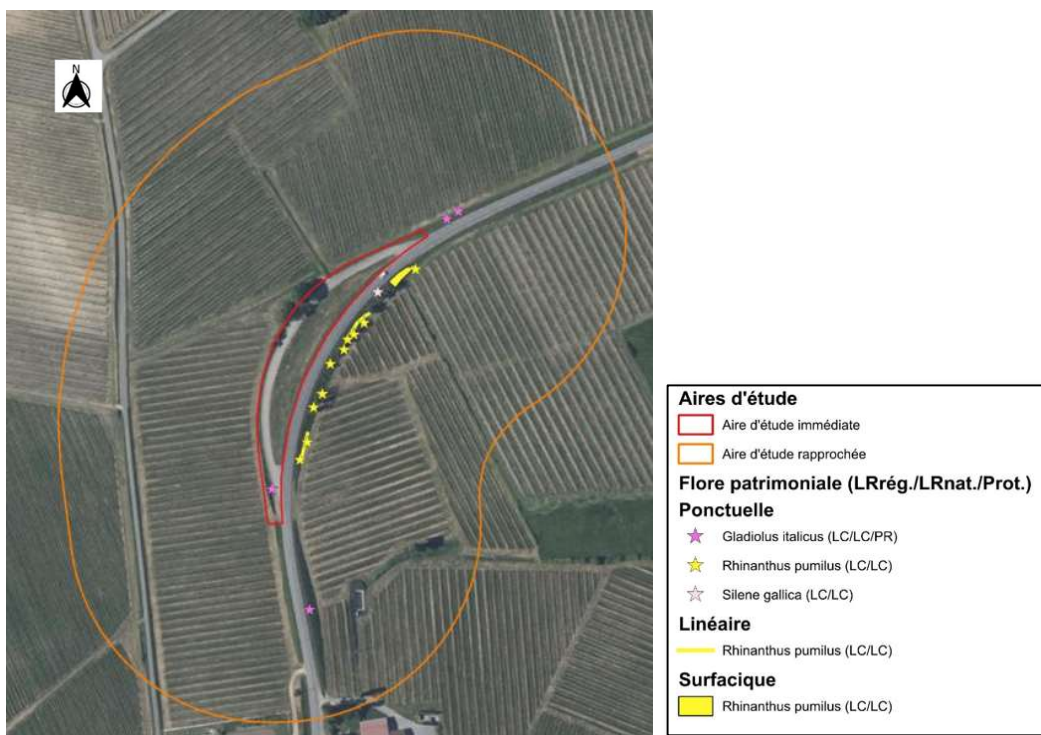 N
Aires d'étude
Aire d'étude immédiate
Aire d'étude rapprochée
Flore patrimoniale (LRrég./LRnat./Prot.)
Ponctuelle
Gladiolus italicus (LC/LC/PR)
Rhinanthus pumilus (LC/LC)
Silene gallica (LC/LC)
Linéaire
Rhinanthus pumilus (LC/LC)
Surfacique
Rhinanthus pumilus (LC/LC)